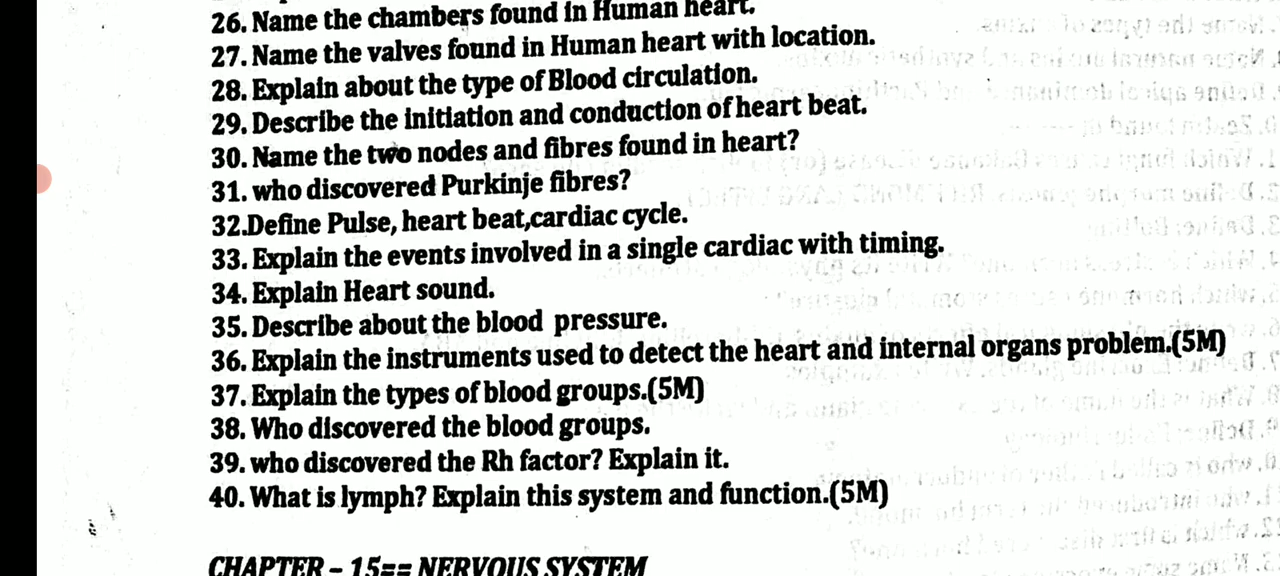 26. Name the chambers found in Human heart.
27. Name the valves found in Human heart with location.
28. Explain about the type of Blood circulation.
29. Describe the initiation and conduction of heart beat.
30. Name the two nodes and fibres found in heart?
31. who discovered Purkinje fibres?
32.Define Pulse, heart beat,cardiac cycle.
33. Explain the events involved in a single cardiac with timing.
34. Explain Heart sound.
35. Describe about the blood pressure.
36. Explain the instruments used to detect the heart and internal organs problem.(5M)
37. Explain the types of blood groups.(5M)
38. Who discovered the blood groups.
39. who discovered the Rh factor? Explain it.
40. What is lymph? Explain this system and function.(5M)
CHAPTER – 15== NERVOUS SYSTEM